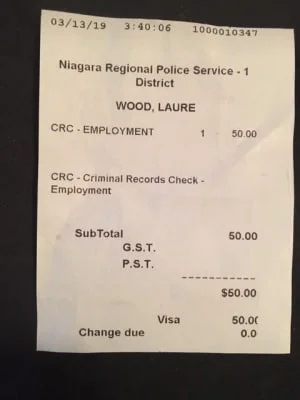 03/13/19 3:40:06 1000010347
Niagara Regional Police Service - 1
District
WOOD, LAURE
CRC - EMPLOYMENT 1 50.00
CRC - Criminal Records Check -
Employment
SubTotal 50.00
G.S.T.
P.S.T.
-----------
$50.00
Visa 50.0(
Change due 0.0